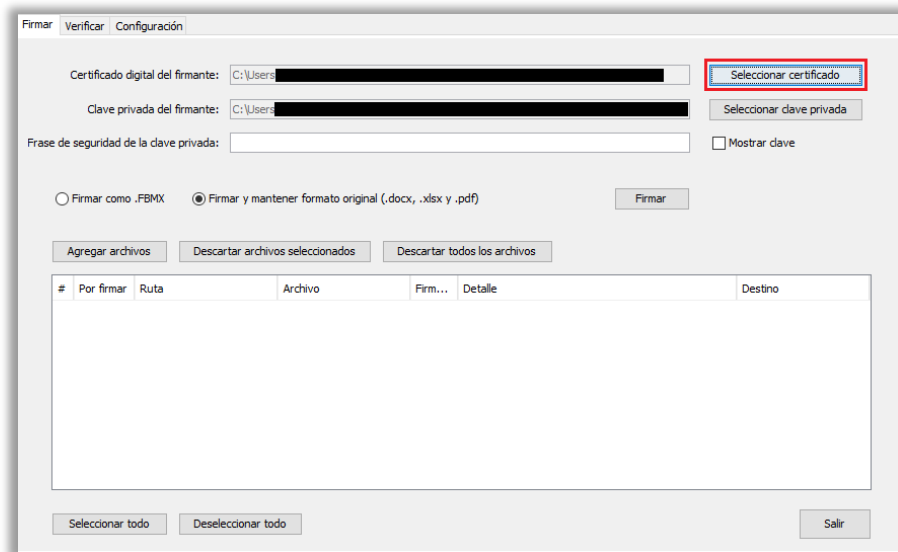 Firmar Verificar Configuración
Certificado digital del firmante: C:\Users Seleccionar certificado
Clave privada del firmante: C:\Users Seleccionar clave privada
Frase de seguridad de la clave privada: Mostrar clave
Firmar como .FBMX Firmar y mantener formato original (.docx, .xlsx y .pdf) Firmar
Agregar archivos Descartar archivos seleccionados Descartar todos los archivos
# Por firmar Ruta Archivo Firm... Detalle Destino
Seleccionar todo Deseleccionar todo Salir